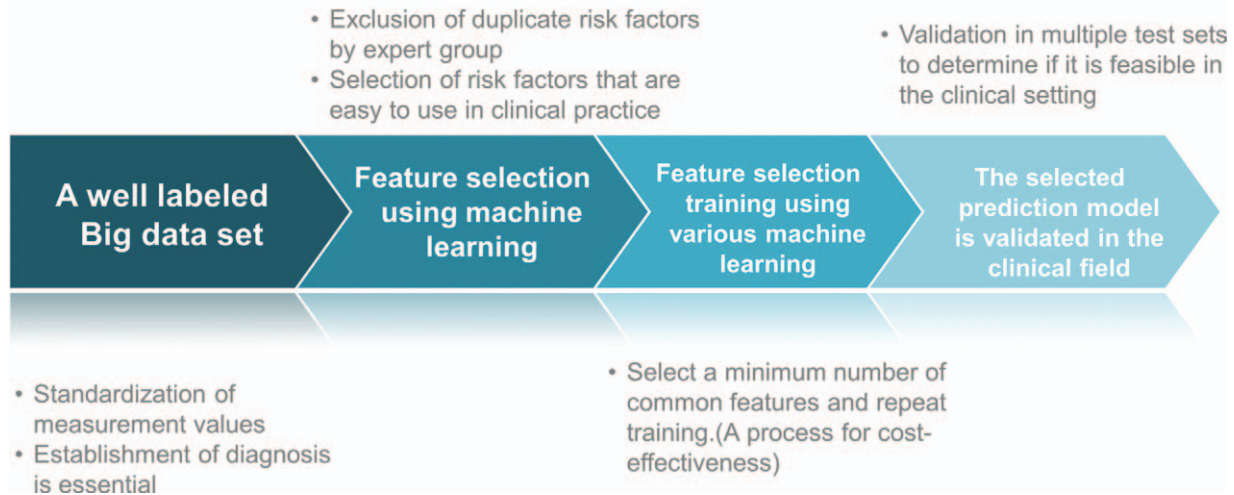 • Exclusion of duplicate risk factors
by expert group
• Selection of risk factors that are
easy to use in clinical practice
• Validation in multiple test sets
to determine if it is feasible in
the clinical setting
A well labeled
Big data set
Feature selection
using machine
learning
Feature selection
training using
various machine
learning
The selected
prediction model
is validated in the
clinical field
• Standardization of
measurement values
• Establishment of diagnosis
is essential
• Select a minimum number of
common features and repeat
training.(A process for cost-
effectiveness)